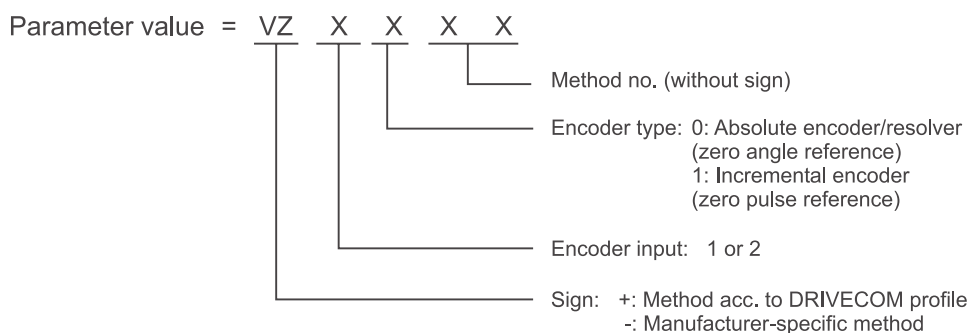 Parameter value = VZ X X X X
Method no. (without sign)
Encoder type: 0: Absolute encoder/resolver
(zero angle reference)
1: Incremental encoder
(zero pulse reference)
Encoder input: 1 or 2
Sign: +: Method acc. to DRIVECOM profile
-: Manufacturer-specific method